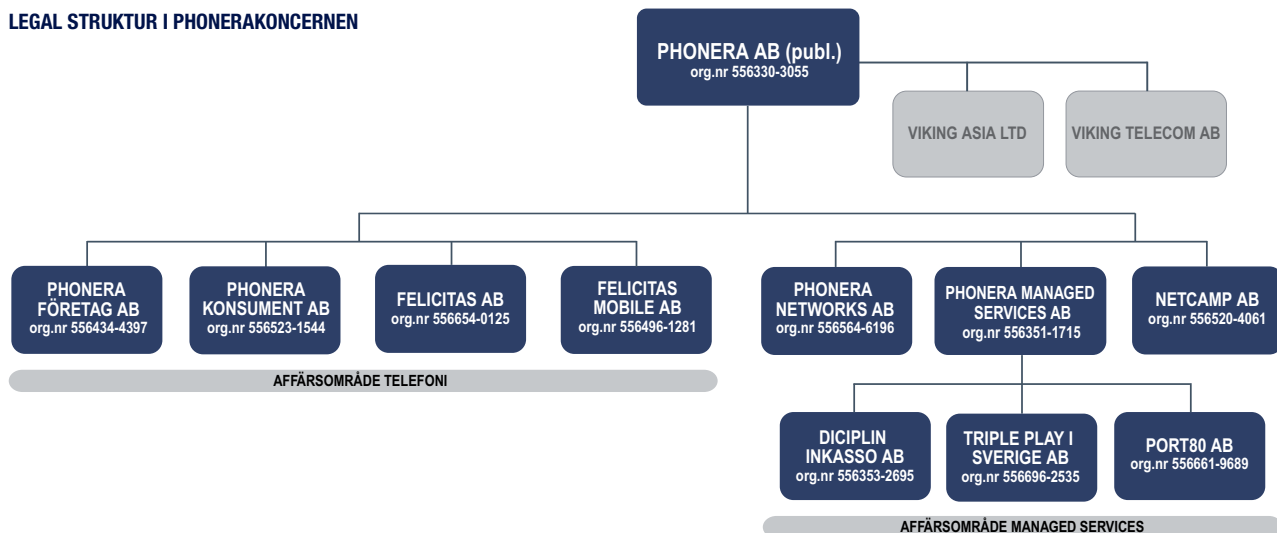 LEGAL STRUKTUR I PHONERAKONCERNEN
PHONERA AB (publ.)
org.nr 556330-3055
VIKING ASIA LTD
VIKING TELECOM AB
PHONERA
FÖRETAG AB
org.nr 556434-4397
PHONERA
KONSUMENT AB
org.nr 556523-1544
FELICITAS AB
org.nr 556654-0125
FELICITAS
MOBILE AB
org.nr 556496-1281
PHONERA
NETWORKS AB
org.nr 556564-6196
PHONERA MANAGED
SERVICES AB
org.nr 556351-1715
NETCAMP AB
org.nr 556520-4061
AFFÄRSOMRÅDE TELEFONI
DICIPLIN
INKASSO AB
org.nr 556353-2695
TRIPLE PLAY I
SVERIGE AB
org.nr 556696-2535
PORT80 AB
org.nr 556661-9689
AFFÄRSOMRÅDE MANAGED SERVICES